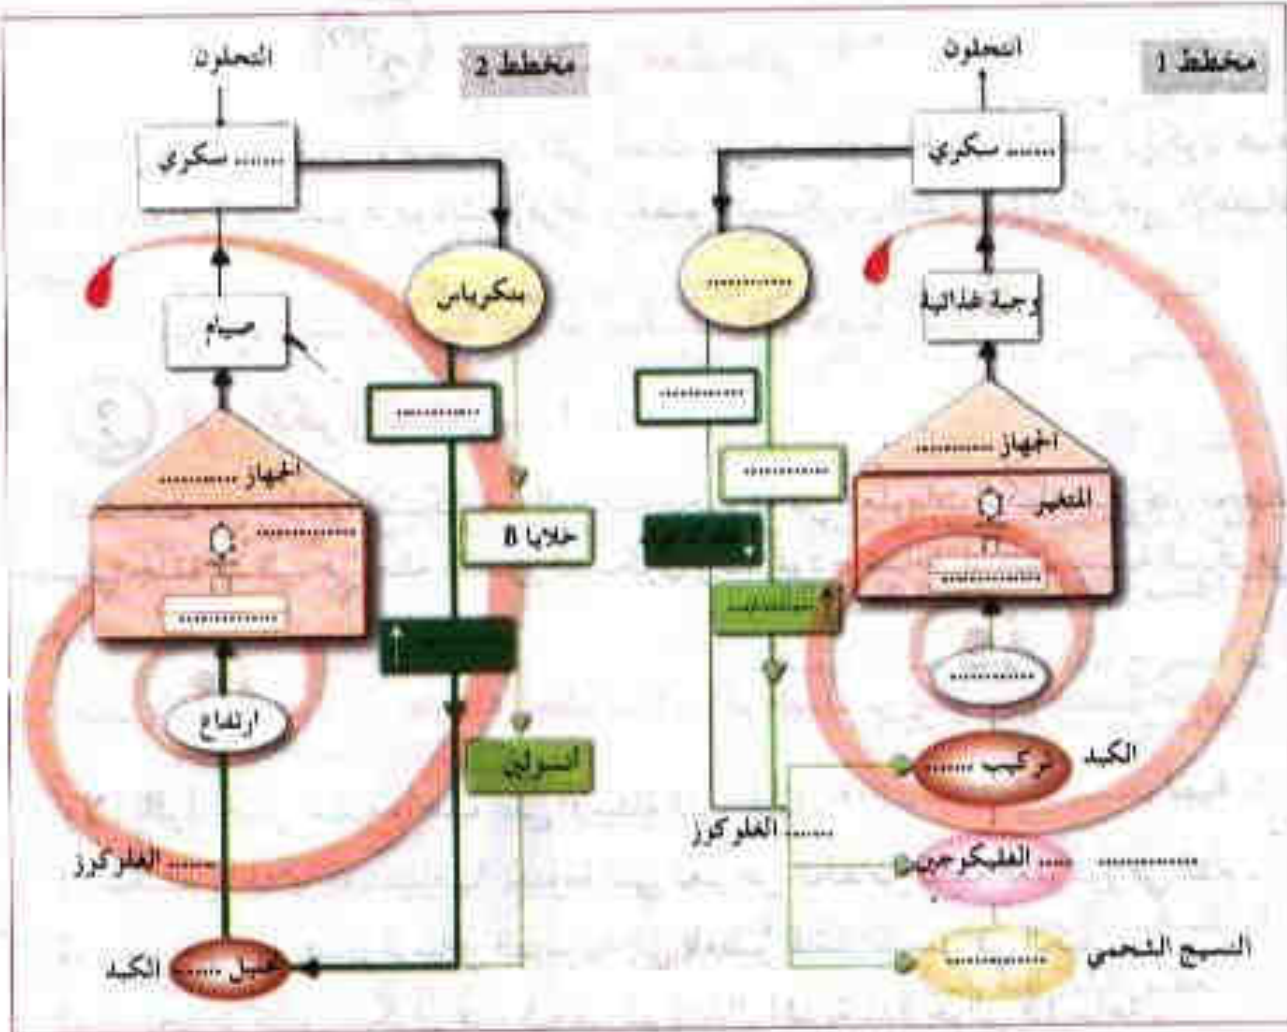 مخطط 1
التحلون
....... سكري
............
وجبة غذائية
............
الجهاز ............
............
المتغير
............
............
الكبد
تركيب ......
الغلوكوز .......
الغليكوجين .....
.............
النسيج الشحمي
............
مخطط 2
التحلون
....... سكري
بنكرياس
صيام
............
الجهاز ............
............
خلايا B
............
ارتفاع
أنسولين
الغلوكوز .......
الكبد